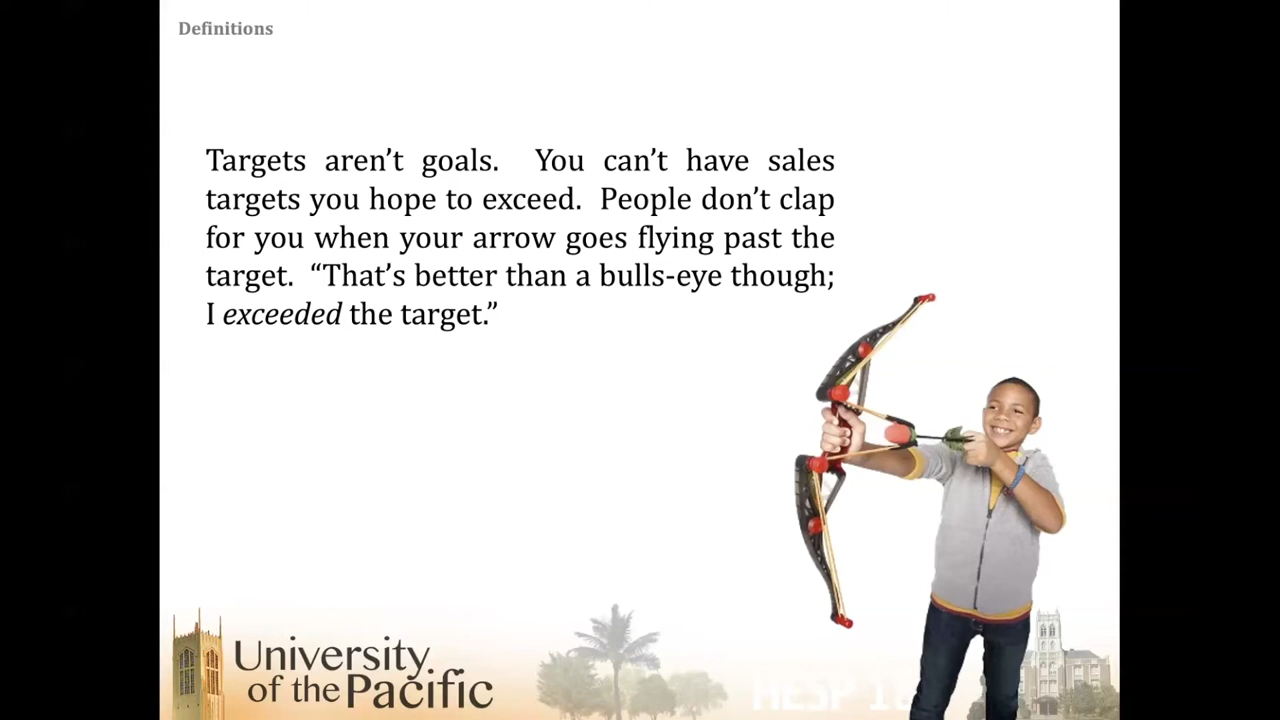 Definitions
Targets aren’t goals.  You can’t have sales
targets you hope to exceed.  People don’t clap
for you when your arrow goes flying past the
target.  “That’s better than a bulls-eye though;
I exceeded the target.”
University
of the Pacific